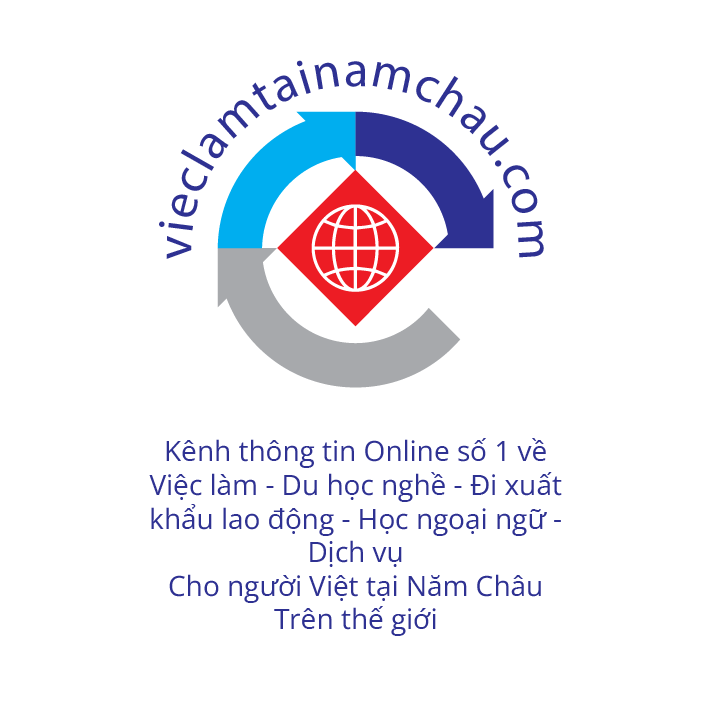 vieclamtainamchau.com
Kênh thông tin Online số 1 về
Việc làm - Du học nghề - Đi xuất
khẩu lao động - Học ngoại ngữ -
Dịch vụ
Cho người Việt tại Năm Châu
Trên thế giới